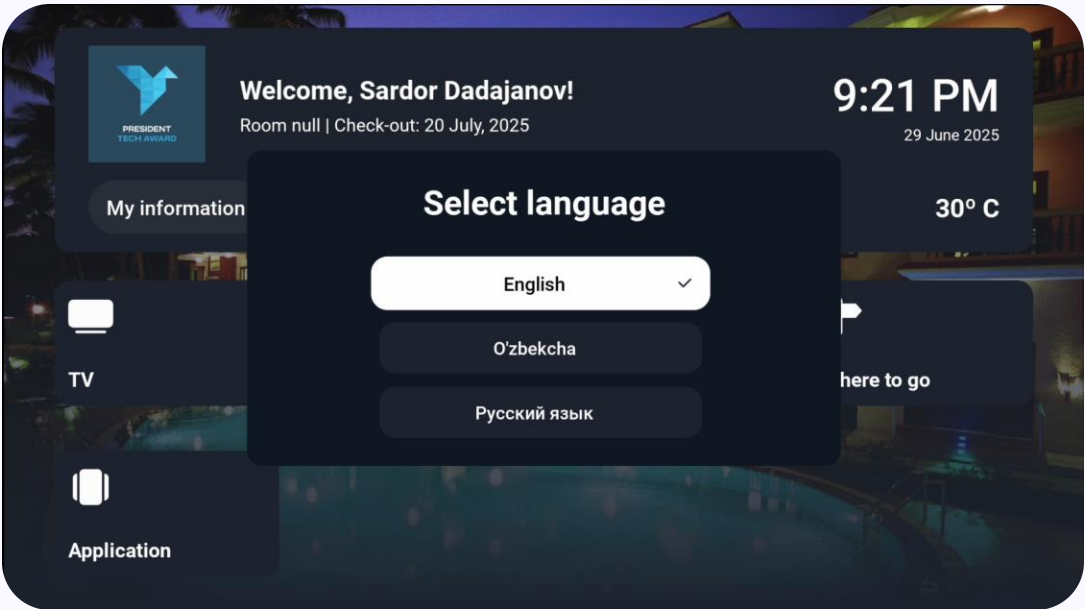 PRESIDENT
TECH AWARD
Welcome, Sardor Dadajanov!
Room null | Check-out: 20 July, 2025
9:21 PM
29 June 2025
My information
30º C
Select language
English
O'zbekcha
Русский язык
TV
here to go
Application